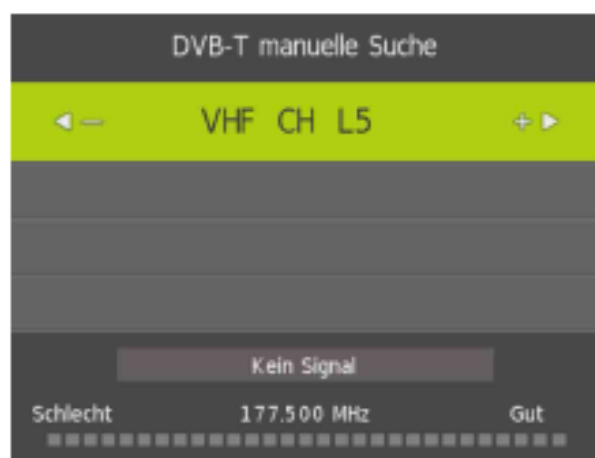 DVB-T manuelle Suche
− VHF CH L5 +
Kein Signal
Schlecht 177.500 MHz Gut